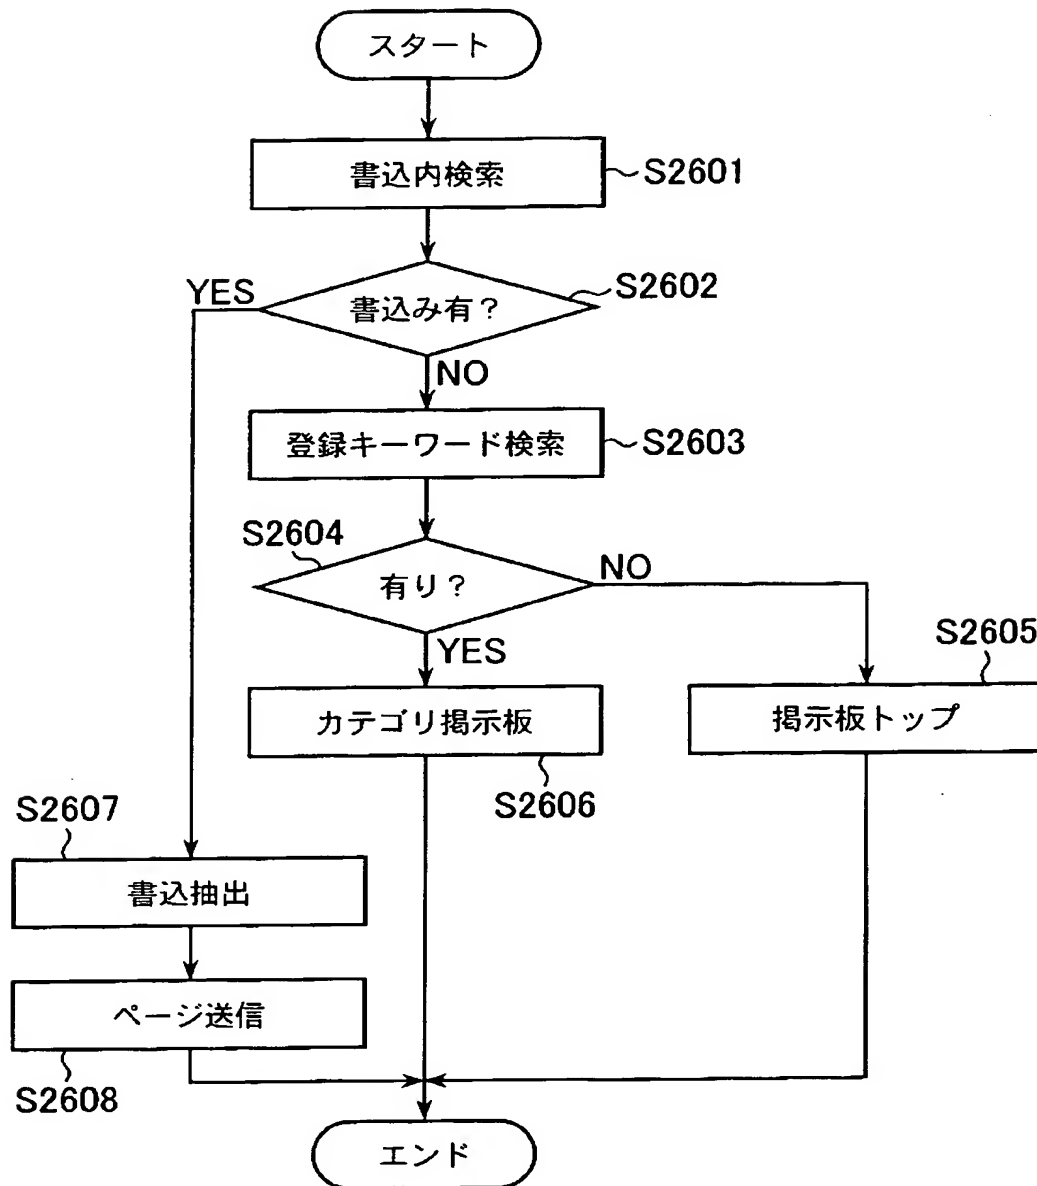 スタート
書込内検索
S2601
書込み有?
S2602
YES
NO
登録キーワード検索
S2603
S2604
有り?
NO
YES
S2605
カテゴリ掲示板
掲示板トップ
S2606
S2607
書込抽出
ページ送信
S2608
エンド